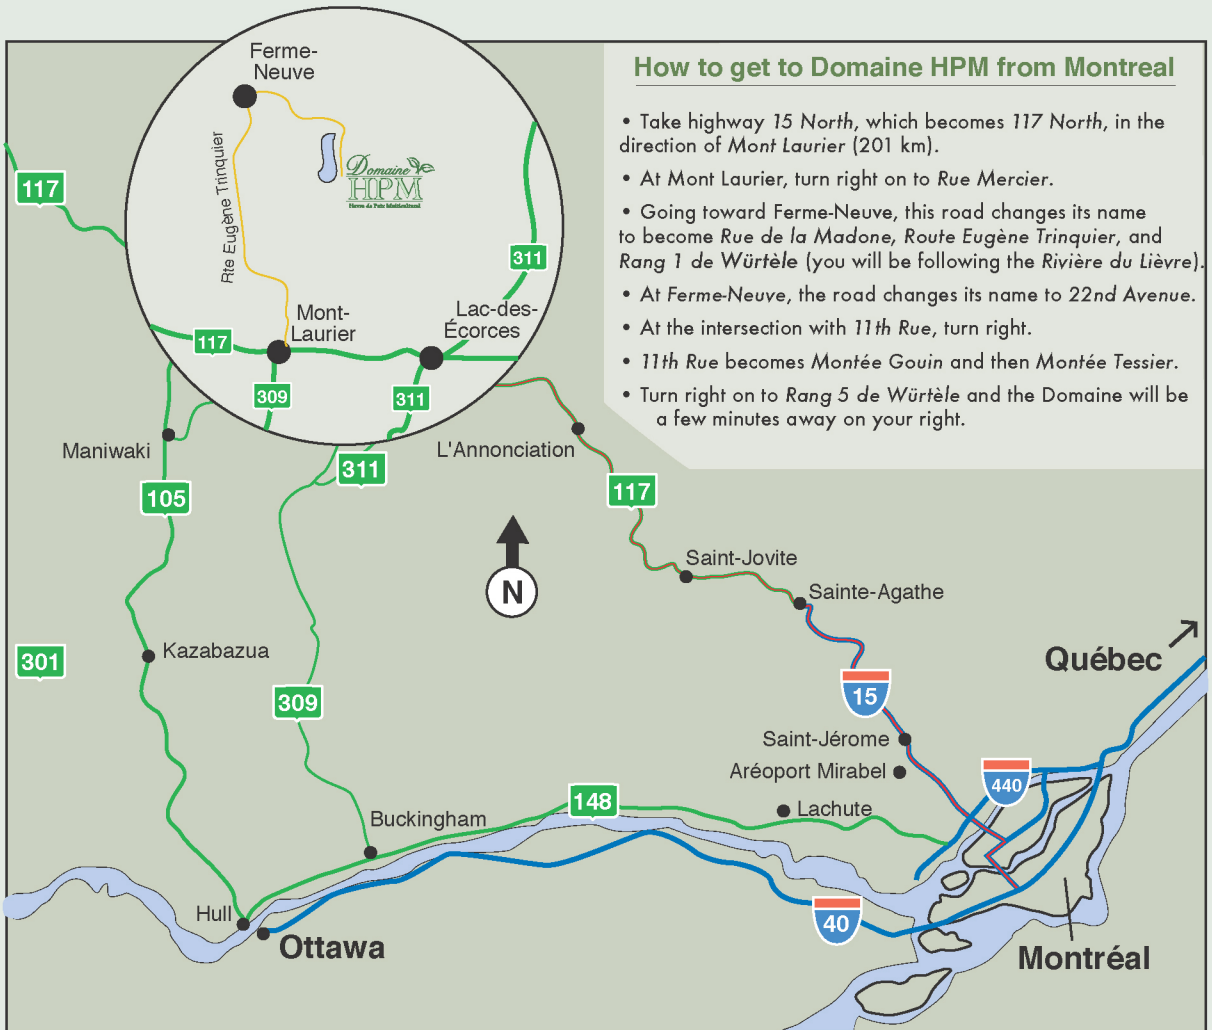 How to get to Domaine HPM from Montreal
• Take highway 15 North, which becomes 117 North, in the
direction of Mont Laurier (201 km).
• At Mont Laurier, turn right on to Rue Mercier.
• Going toward Ferme-Neuve, this road changes its name
to become Rue de la Madone, Route Eugène Trinquier, and
Rang 1 de Würtèle (you will be following the Rivière du Lièvre).
• At Ferme-Neuve, the road changes its name to 22nd Avenue.
• At the intersection with 11th Rue, turn right.
• 11th Rue becomes Montée Gouin and then Montée Tessier.
• Turn right on to Rang 5 de Würtèle and the Domaine will be
a few minutes away on your right.
Ferme-
Neuve
Rte Eugène Trinquier
Domaine
HPM
Havre de Paix Multiculturel
117
311
Mont-
Laurier
Lac-des-
Écorces
117
309
311
Maniwaki
L'Annonciation
311
105
117
N
Saint-Jovite
Sainte-Agathe
Kazabazua
301
Québec
309
15
Saint-Jérome
Aréoport Mirabel
440
148
Lachute
Buckingham
Hull
40
Ottawa
Montréal